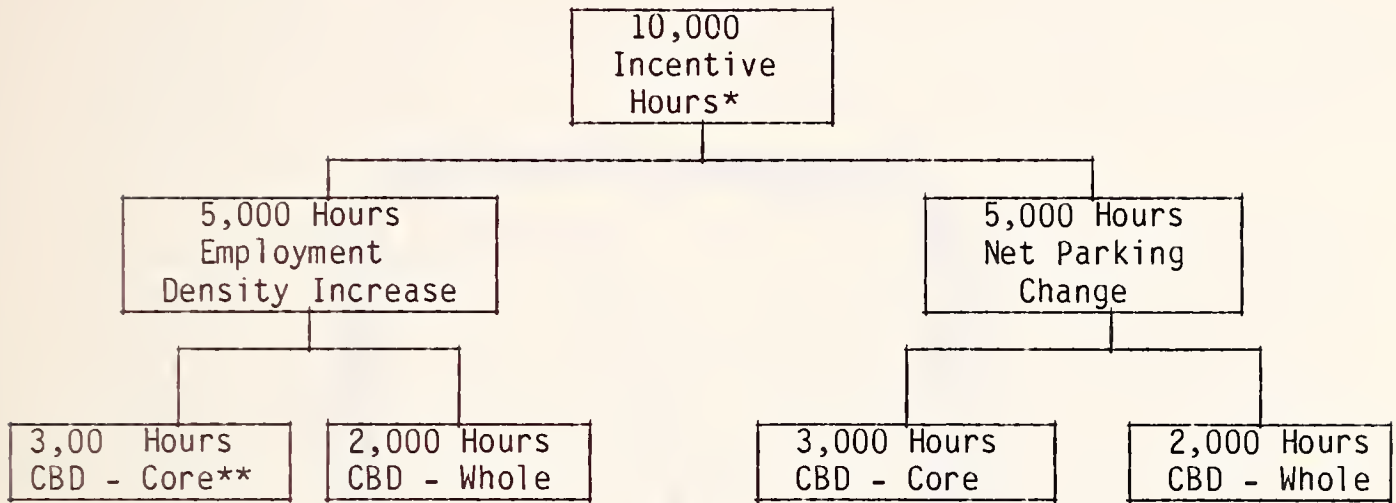 10,000
Incentive
Hours*
5,000 Hours
Employment
Density Increase
5,000 Hours
Net Parking
Change
3,00 Hours
CBD - Core**
2,000 Hours
CBD - Whole
3,000 Hours
CBD - Core
2,000 Hours
CBD - Whole